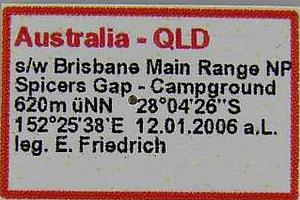 Australia - QLD
s/w Brisbane Main Range NP
Spicers Gap - Campground
620m üNN 28°04'26"S
152°25'38'E 12.01.2006 a.L.
leg. E. Friedrich